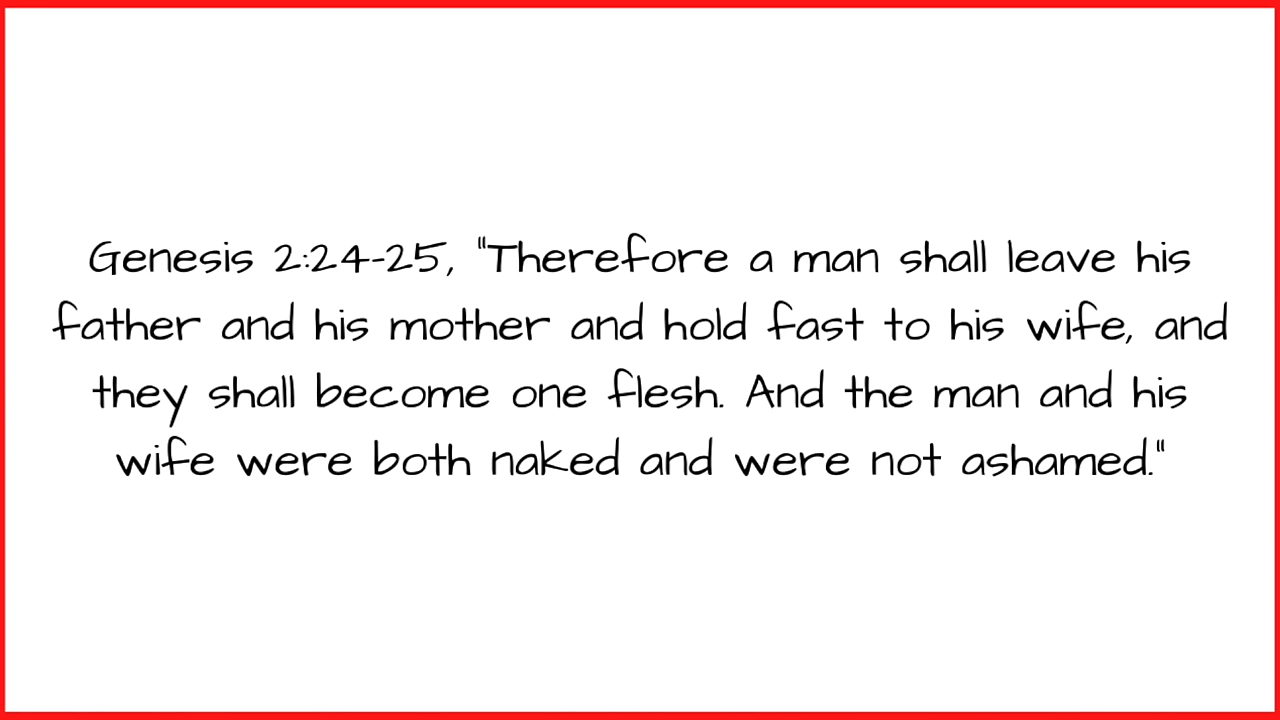 Genesis 2:24-25, "Therefore a man shall leave his
father and his mother and hold fast to his wife, and
they shall become one flesh. And the man and his
wife were both naked and were not ashamed."